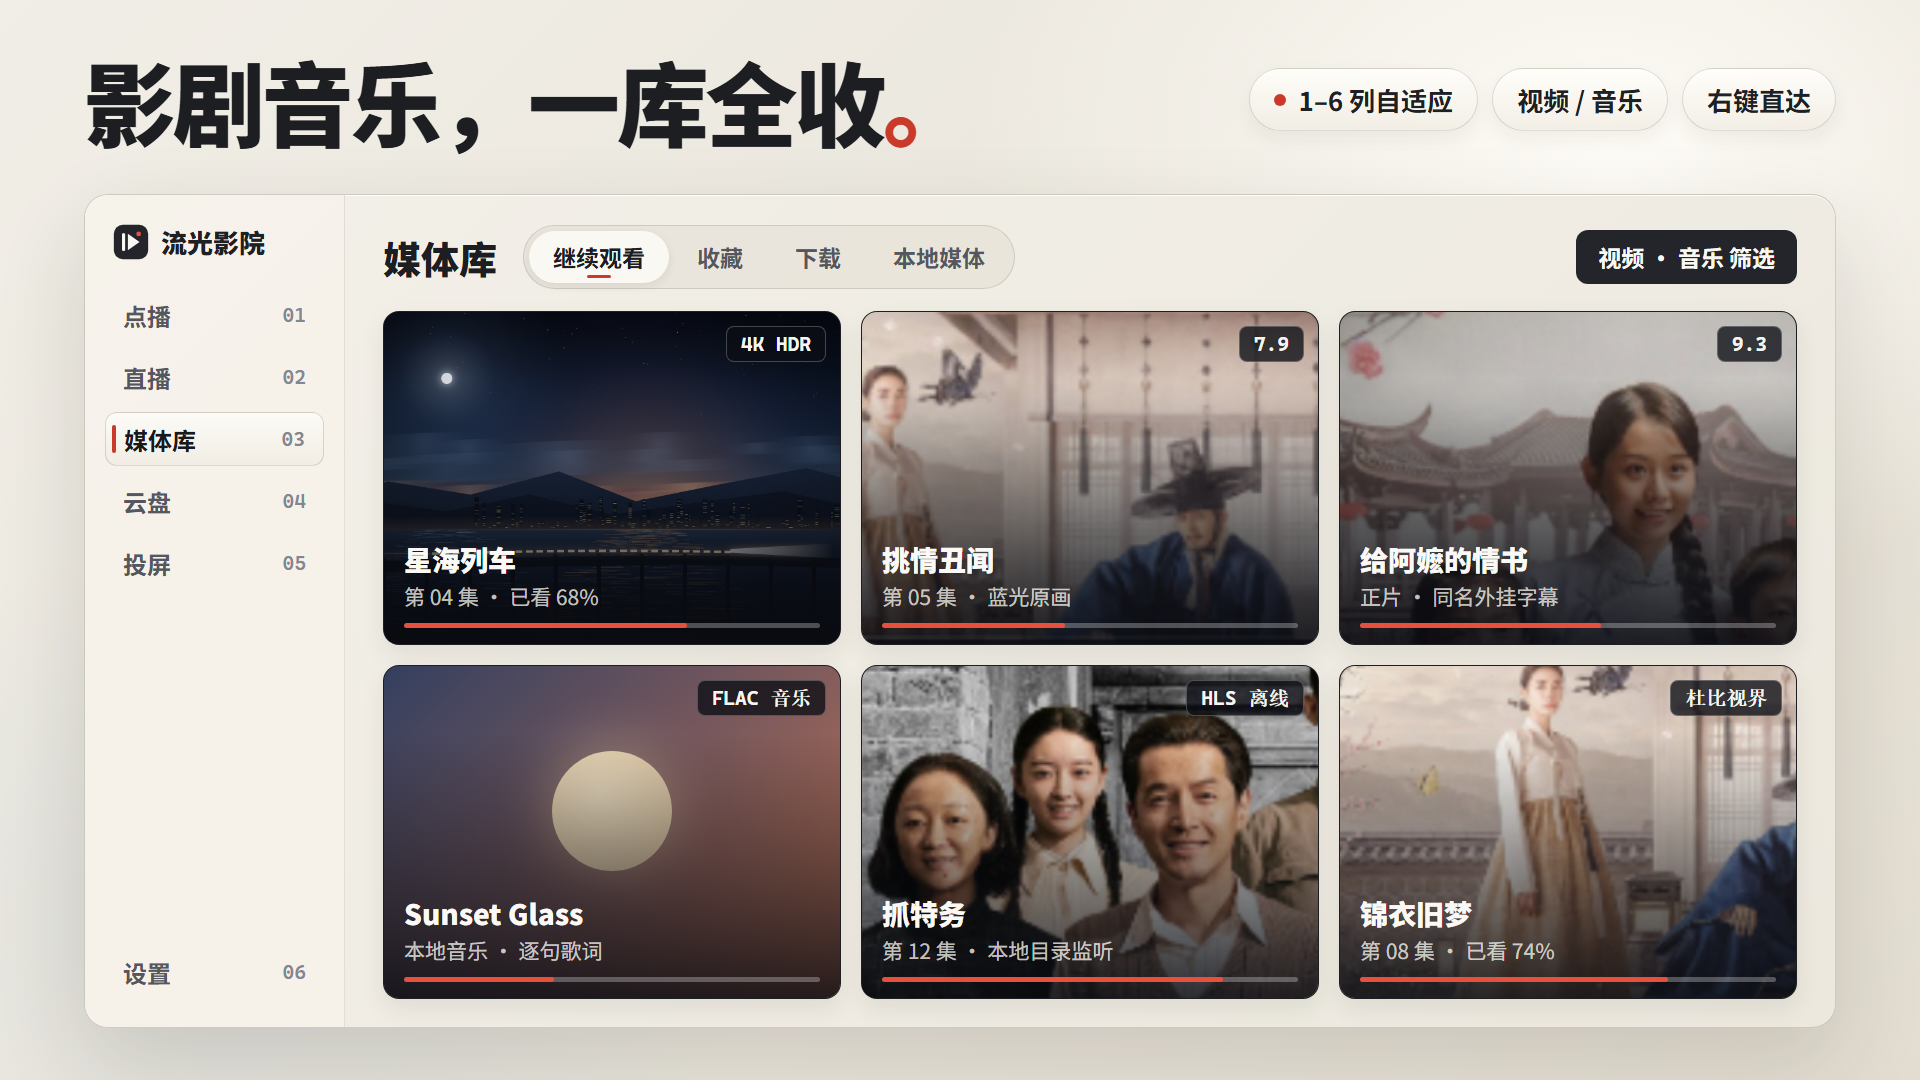 影剧音乐，一库全收。
1–6 列自适应
视频 / 音乐
右键直达
流光影院
点播 01
直播 02
媒体库 03
云盘 04
投屏 05
设置 06
媒体库
继续观看
收藏
下载
本地媒体
视频 • 音乐 筛选
4K HDR
星海列车
第 04 集 • 已看 68%
7.9
挑情丑闻
第 05 集 • 蓝光原画
9.3
给阿嬷的情书
正片 • 同名外挂字幕
FLAC 音乐
Sunset Glass
本地音乐 • 逐句歌词
HLS 离线
抓特务
第 12 集 • 本地目录监听
杜比视界
锦衣旧梦
第 08 集 • 已看 74%